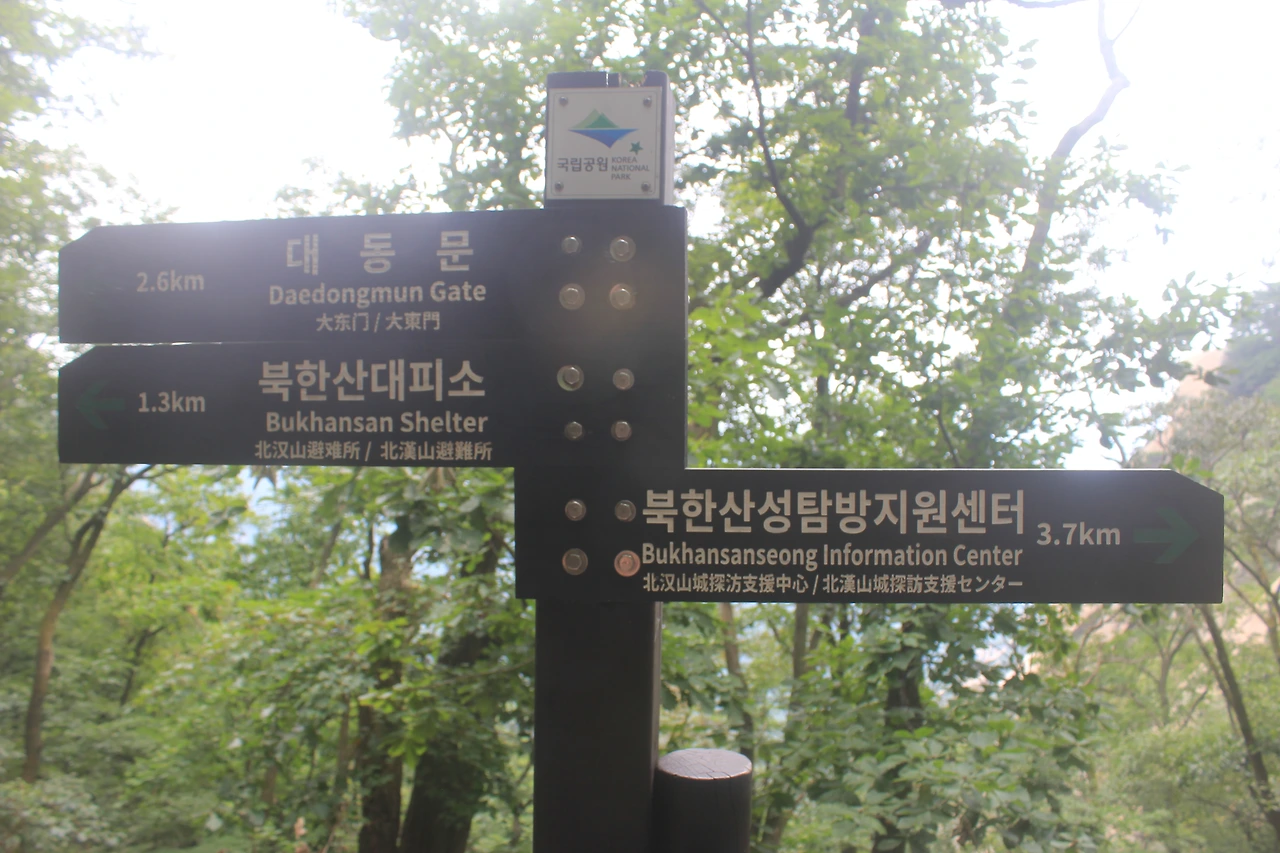 국립공원 KOREA
NATIONAL
PARK
대 동 문
2.6km
Daedongmun Gate
大东门 / 大東門
북한산대피소
1.3km
Bukhansan Shelter
北汉山避难所 / 北漢山避難所
북한산성탐방지원센터
3.7km
Bukhansanseong Information Center
北汉山城探访支援中心 / 北漢山城探訪支援センター